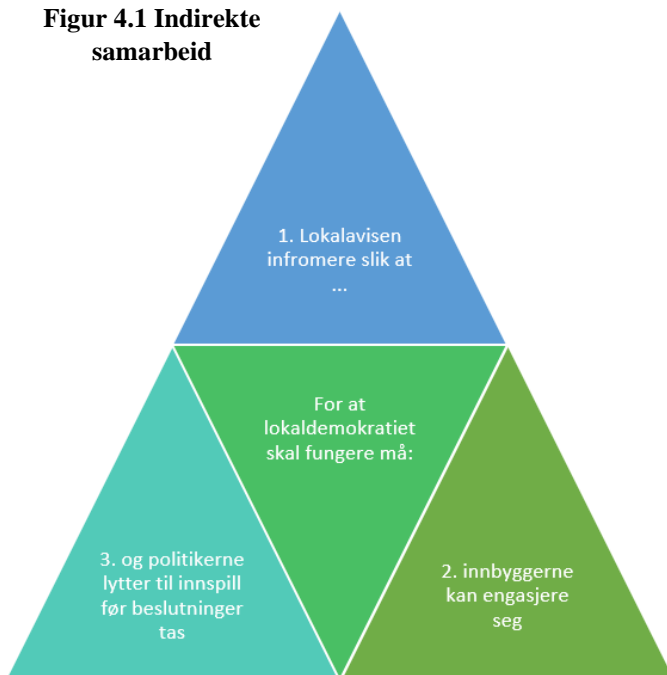 Figur 4.1 Indirekte
samarbeid
1. Lokalavisen
infromere slik at
...
For at
lokaldemokratiet
skal fungere må:
3. og politikerne
lytter til innspill
før beslutninger
tas
2. innbyggerne
kan engasjere
seg